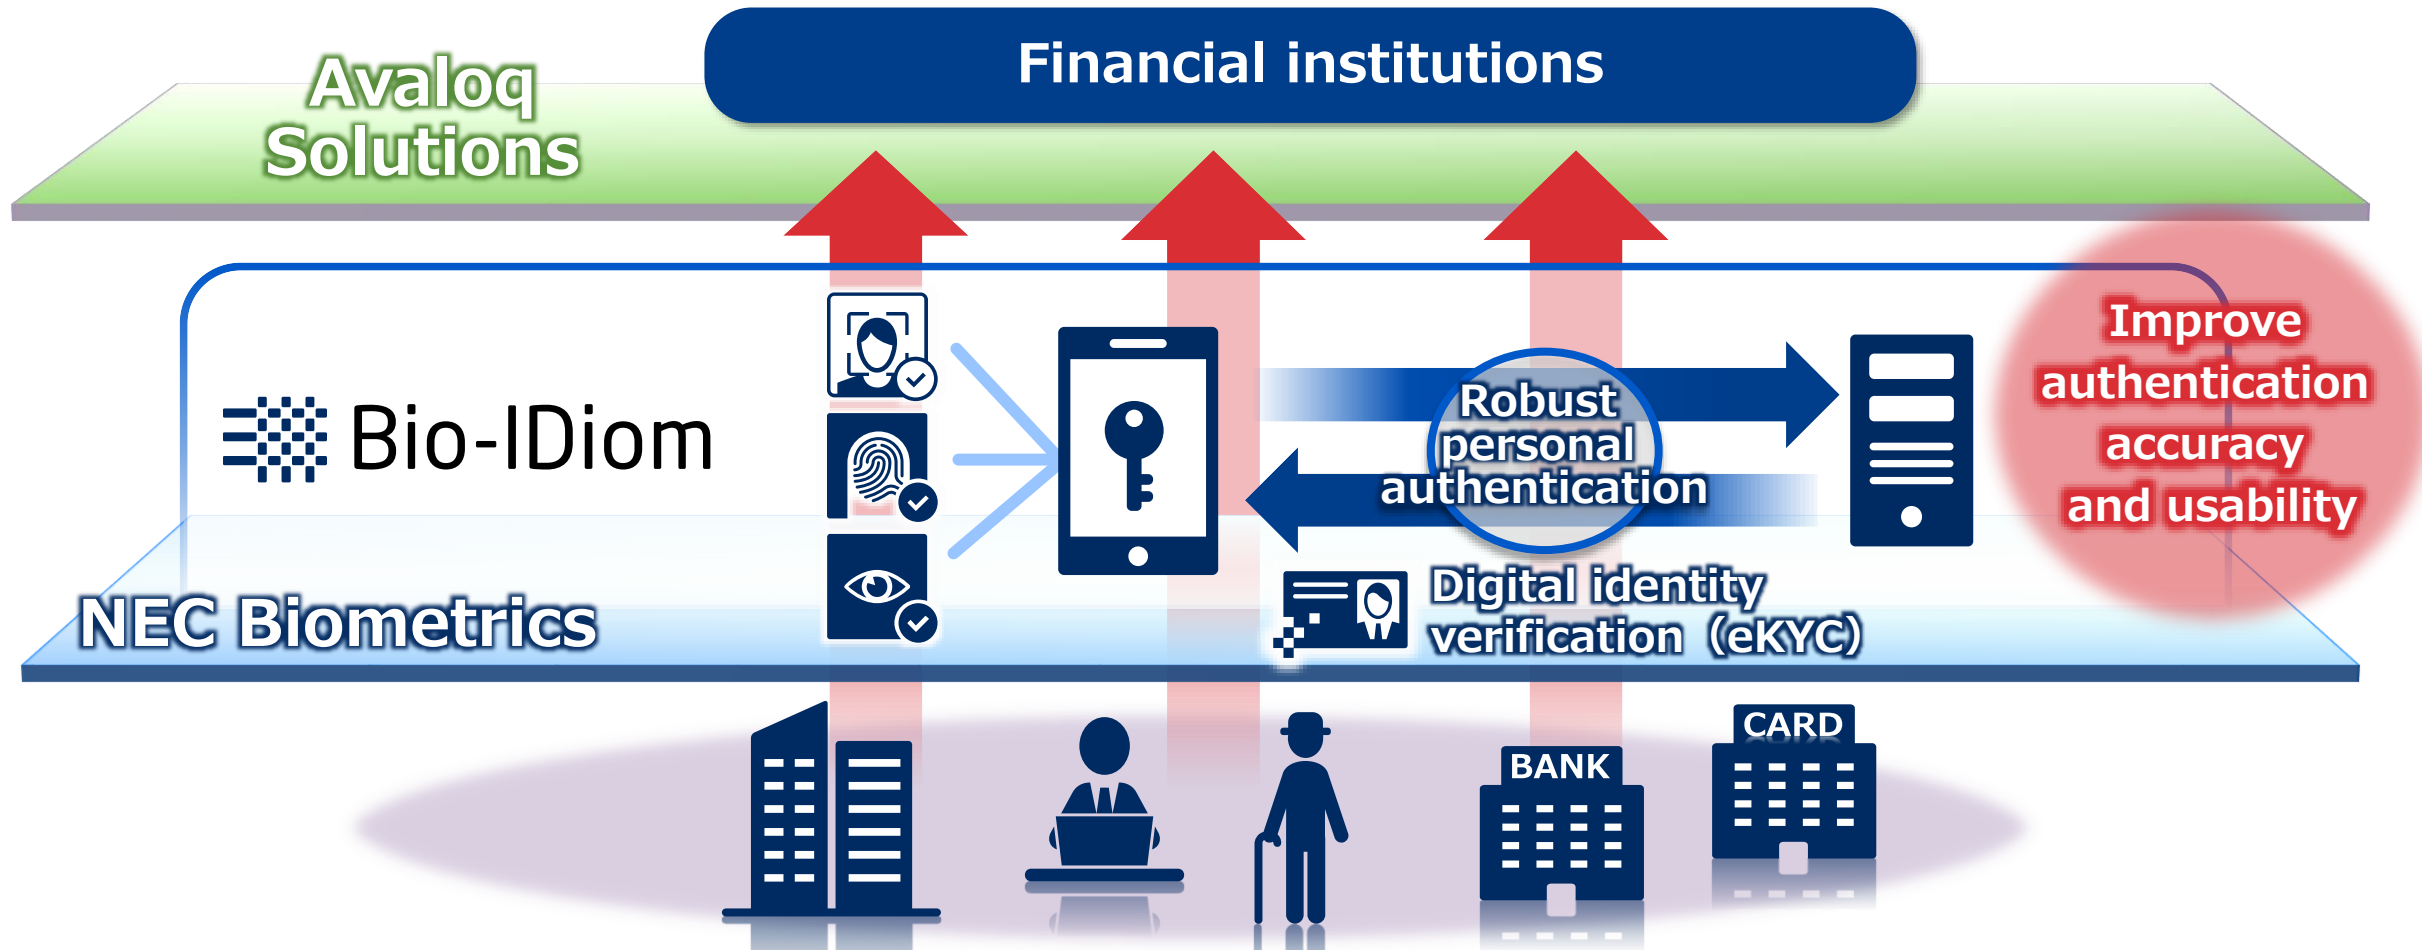 Financial institutions
Avaloq
Solutions
Bio-IDiom
Robust
personal
authentication
Improve
authentication
accuracy
and usability
NEC Biometrics
Digital identity
verification（eKYC）
BANK
CARD